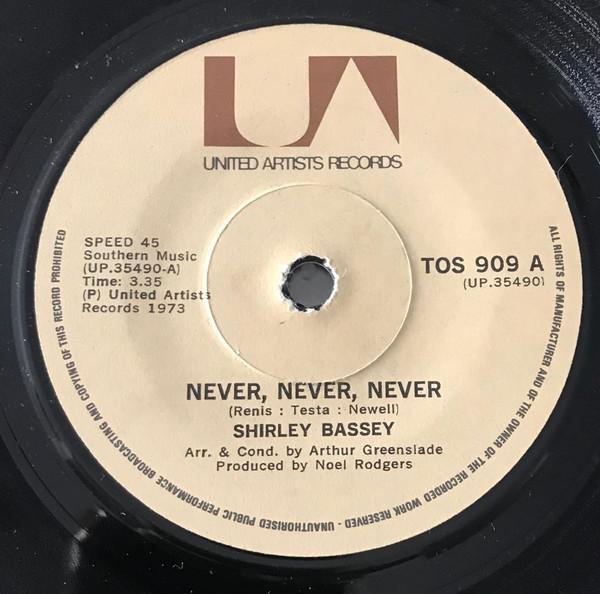 UA
UNITED ARTISTS RECORDS
SPEED 45
Southern Music
(UP.35490-A)
Time: 3.35
(P) United Artists
Records 1973
TOS 909 A
(UP.35490)
NEVER, NEVER, NEVER
(Renis : Testa : Newell)
SHIRLEY BASSEY
Arr. & Cond. by Arthur Greenslade
Produced by Noel Rodgers
ALL RIGHTS OF MANUFACTURER AND OF THE OWNER OF THE RECORDED WORK RESERVED - UNAUTHORISED PUBLIC PERFORMANCE BROADCASTING AND COPYING OF THIS RECORD PROHIBITED